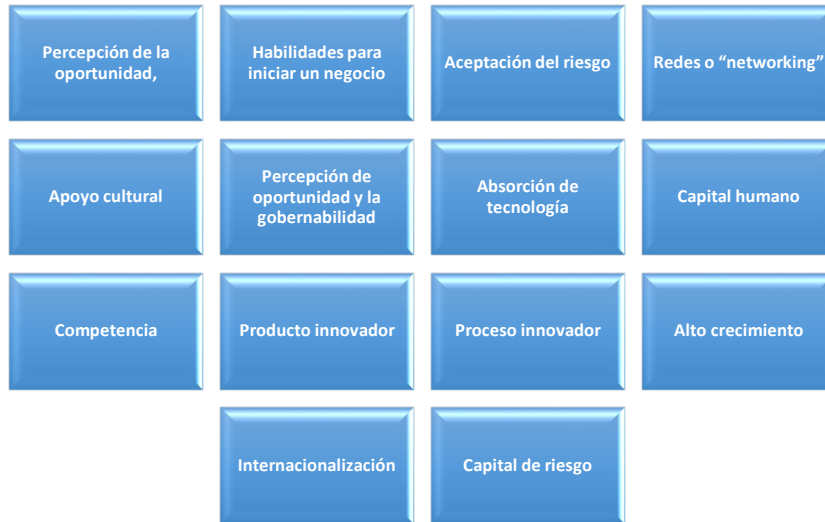 Percepción de la
oportunidad,
Habilidades para
iniciar un negocio
Aceptación del riesgo
Redes o “networking”
Apoyo cultural
Percepción de
oportunidad y la
gobernabilidad
Absorción de
tecnología
Capital humano
Competencia
Producto innovador
Proceso innovador
Alto crecimiento
Internacionalización
Capital de riesgo